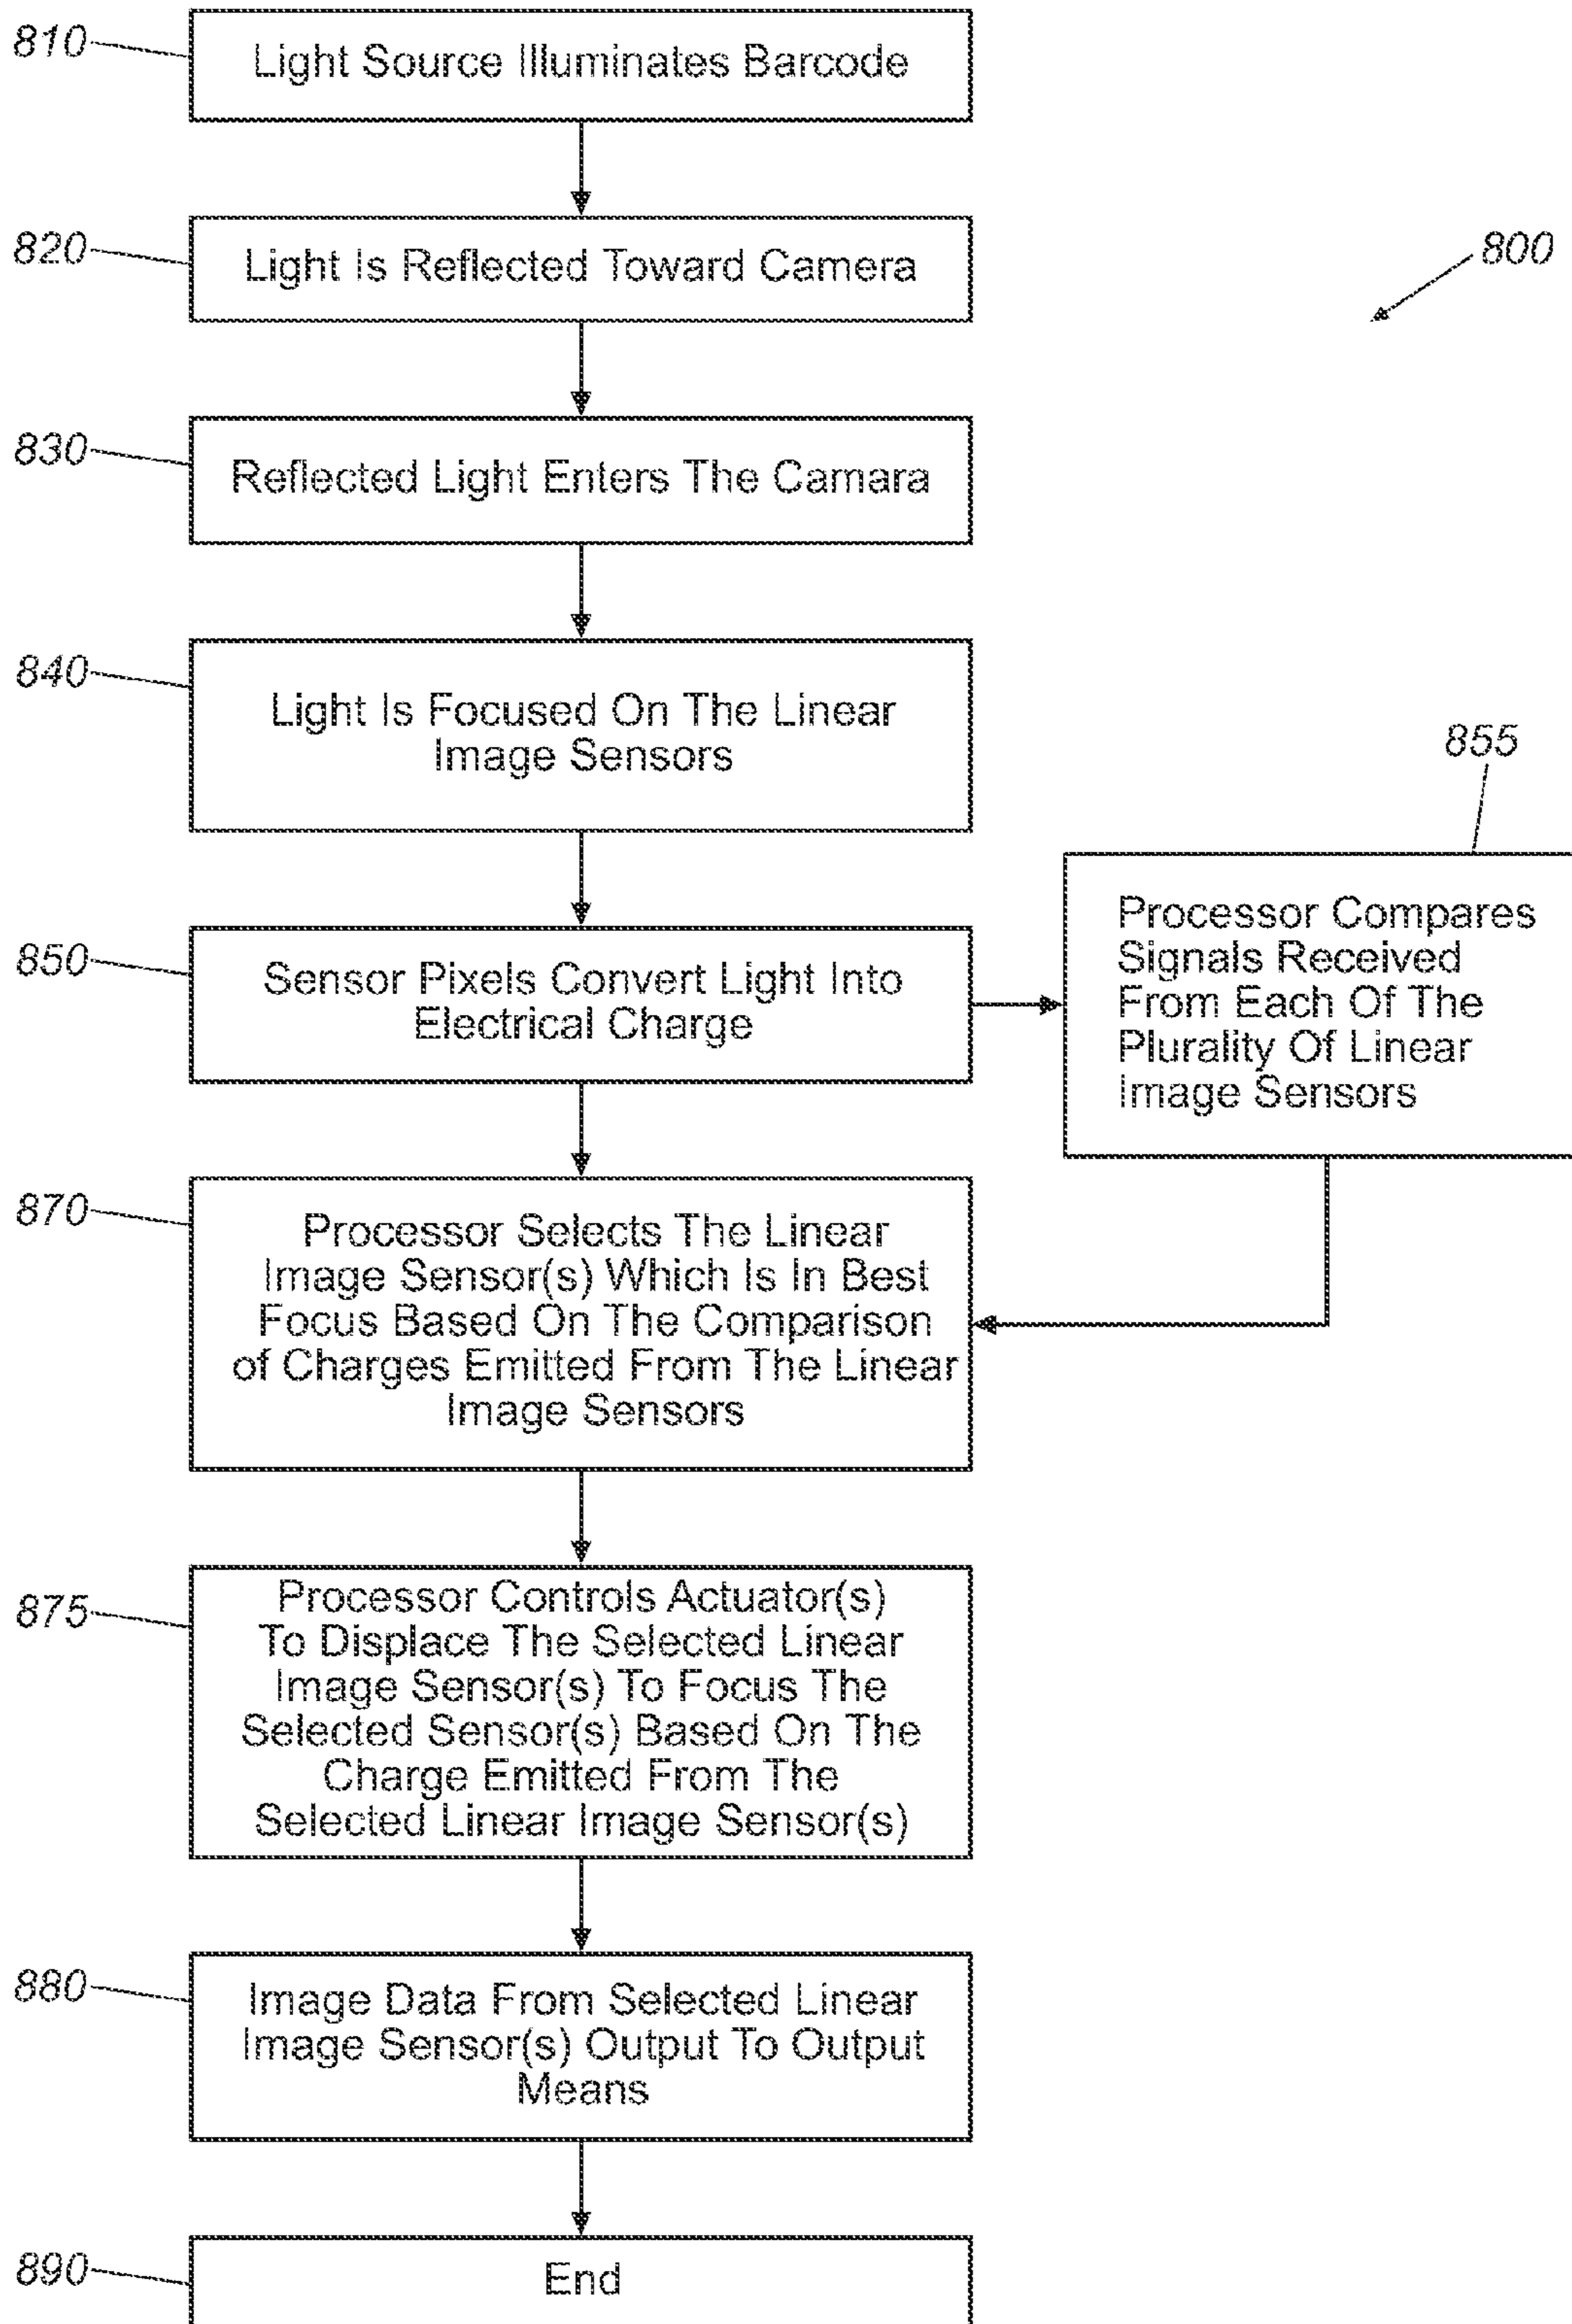 810
Light Source Illuminates Barcode
820
Light Is Reflected Toward Camera
800
830
Reflected Light Enters The Camara
840
Light Is Focused On The Linear
Image Sensors
855
850
Sensor Pixels Convert Light Into
Electrical Charge
Processor Compares
Signals Received
From Each Of The
Plurality Of Linear
Image Sensors
870
Processor Selects The Linear
Image Sensor(s) Which Is In Best
Focus Based On The Comparison
of Charges Emitted From The Linear
Image Sensors
875
Processor Controls Actuator(s)
To Displace The Selected Linear
Image Sensor(s) To Focus The
Selected Sensor(s) Based On The
Charge Emitted From The
Selected Linear Image Sensor(s)
880
Image Data From Selected Linear
Image Sensor(s) Output To Output
Means
890
End